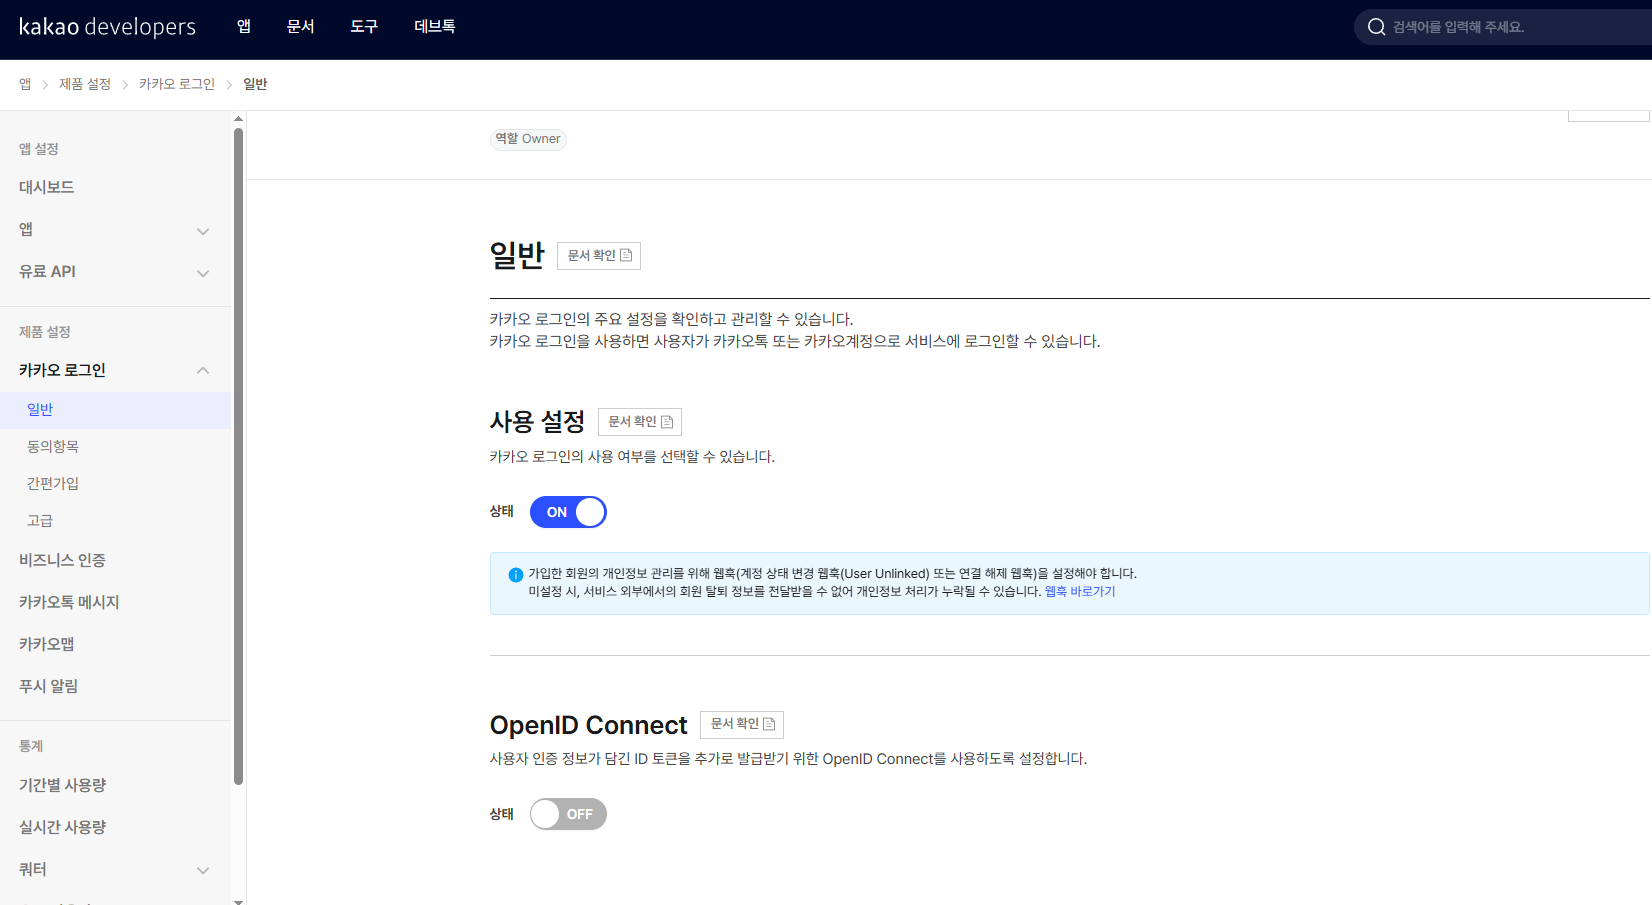 kakao developers 앱 문서 도구 데브톡 검색어를 입력해 주세요.
앱 제품 설정 카카오 로그인 일반
앱 설정
대시보드
앱
유료 API
제품 설정
카카오 로그인
일반
동의항목
간편가입
고급
비즈니스 인증
카카오톡 메시지
카카오맵
푸시 알림
통계
기간별 사용량
실시간 사용량
쿼터
역할 Owner
일반 문서 확인
카카오 로그인의 주요 설정을 확인하고 관리할 수 있습니다.
카카오 로그인을 사용하면 사용자가 카카오톡 또는 카카오계정으로 서비스에 로그인할 수 있습니다.
사용 설정 문서 확인
카카오 로그인의 사용 여부를 선택할 수 있습니다.
상태 ON
가입한 회원의 개인정보 관리를 위해 웹훅(계정 상태 변경 웹훅(User Unlinked) 또는 연결 해제 웹훅)을 설정해야 합니다.
미설정 시, 서비스 외부에서의 회원 탈퇴 정보를 전달받을 수 없어 개인정보 처리가 누락될 수 있습니다. 웹훅 바로가기
OpenID Connect 문서 확인
사용자 인증 정보가 담긴 ID 토큰을 추가로 발급받기 위한 OpenID Connect를 사용하도록 설정합니다.
상태 OFF